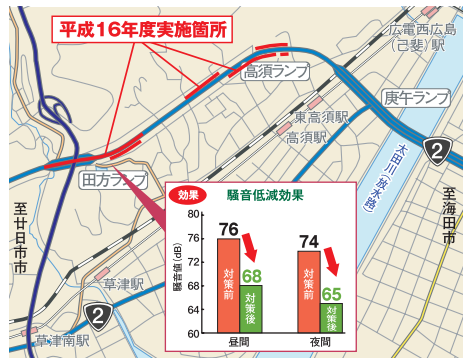 平成16年度実施箇所
広電西広島
(己斐)駅
高須ランプ
庚午ランプ
東高須駅
高須駅
2
太田川(放水路)
田方ランプ
至廿日市市
至海田市
草津駅
2
草津南駅
効果
騒音低減効果
騒音値(dB)
80
76
72
68
64
60
76
68
対策前
対策後
昼間
74
65
対策前
対策後
夜間